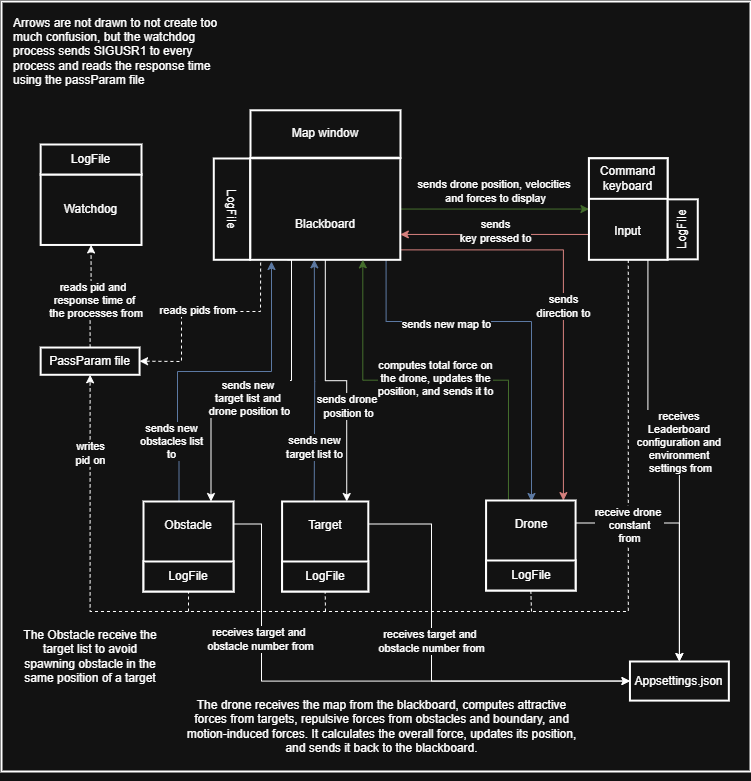 Arrows are not drawn to not create too
much confusion, but the watchdog
process sends SIGUSR1 to every
process and reads the response time
using the passParam file
Map window
LogFile
Watchdog
LogFile
Blackboard
sends drone position, velocities
and forces to display
sends
key pressed to
Command
keyboard
Input
LogFile
reads pid and
response time of
the processes from
reads pids from
sends
direction to
sends new map to
PassParam file
computes total force on
the drone, updates the
position, and sends it to
sends new
target list and
drone position to
sends drone
position to
sends new
obstacles list
to
sends new
target list to
writes
pid on
receives
Leaderboard
configuration and
environment
settings from
Obstacle
LogFile
Target
LogFile
Drone
LogFile
receive drone
constant
from
The Obstacle receive the
target list to avoid
spawning obstacle in the
same position of a target
receives target and
obstacle number from
receives target and
obstacle number from
Appsettings.json
The drone receives the map from the blackboard, computes attractive
forces from targets, repulsive forces from obstacles and boundary, and
motion-induced forces. It calculates the overall force, updates its position,
and sends it back to the blackboard.